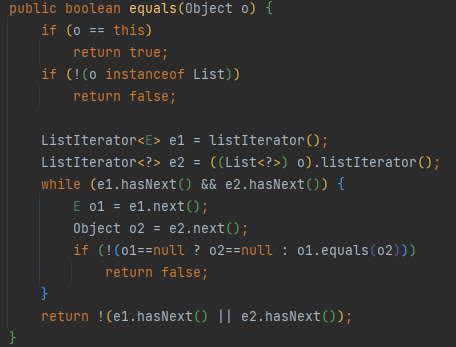 public boolean equals(Object o) {
    if (o == this)
        return true;
    if (!(o instanceof List))
        return false;

    ListIterator<E> e1 = listIterator();
    ListIterator<?> e2 = ((List<?>) o).listIterator();
    while (e1.hasNext() && e2.hasNext()) {
        E o1 = e1.next();
        Object o2 = e2.next();
        if (!(o1==null ? o2==null : o1.equals(o2)))
            return false;
    }
    return !(e1.hasNext() || e2.hasNext());
}